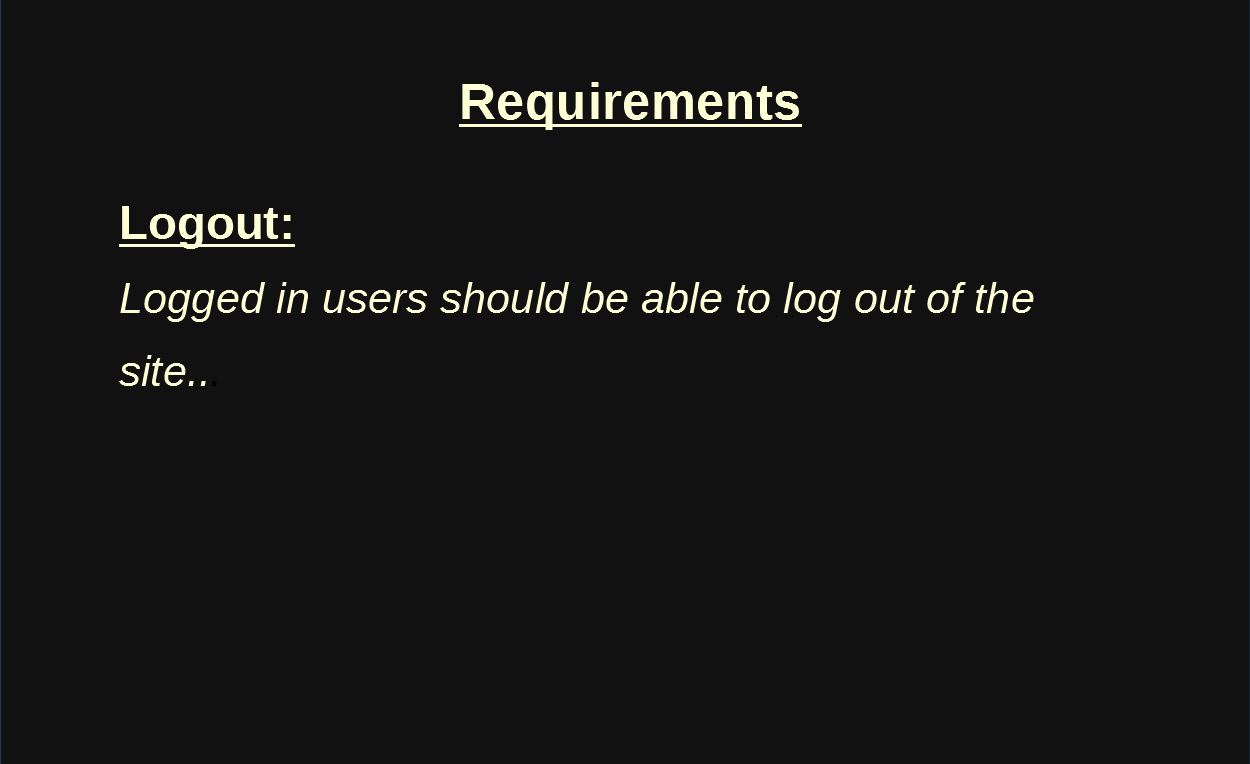 Requirements
Logout:
Logged in users should be able to log out of the
site...